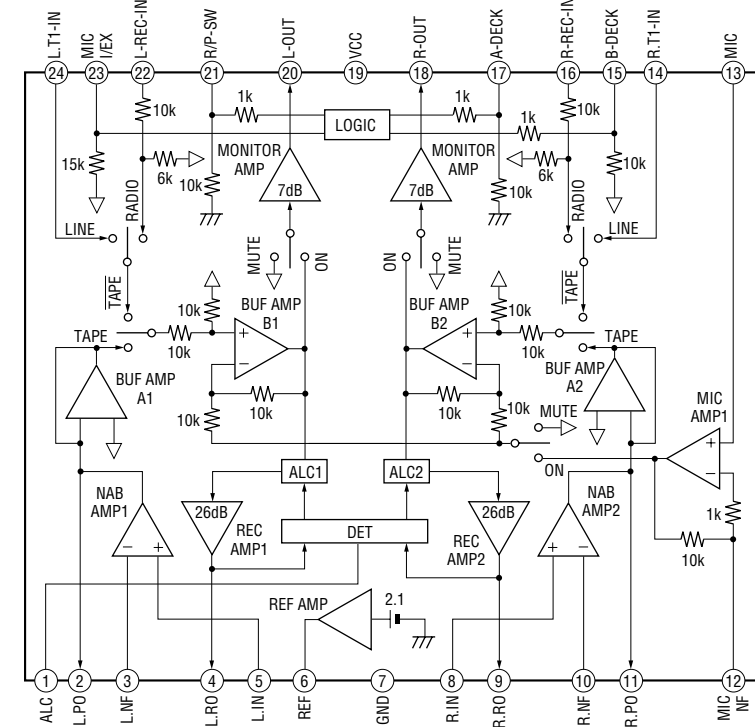 L.T1-IN
MIC
I/EX
L-REC-IN
R/P-SW
L-OUT
VCC
R-OUT
A-DECK
R-REC-IN
B-DECK
R.T1-IN
MIC
24
23
22
21
20
19
18
17
16
15
14
13
10k
1k
LOGIC
1k
1k
10k
15k
6k
10k
MONITOR
AMP
7dB
MONITOR
AMP
7dB
10k
6k
10k
LINE
RADIO
MUTE
ON
ON
MUTE
RADIO
LINE
TAPE
TAPE
10k
BUF AMP
B1
BUF AMP
B2
10k
TAPE
10k
+
−
+
−
10k
TAPE
BUF AMP
A1
10k
10k
10k
10k
BUF AMP
A2
MUTE
ON
MIC
AMP1
+
−
1k
10k
ALC1
ALC2
NAB
AMP1
−
+
26dB
REC
AMP1
DET
26dB
REC
AMP2
NAB
AMP2
+
−
REF AMP
2.1
1
2
3
4
5
6
7
8
9
10
11
12
ALC
L.PO
L.NF
L.RO
L.IN
REF
GND
R.IN
R.RO
R.NF
R.PO
MIC
NF